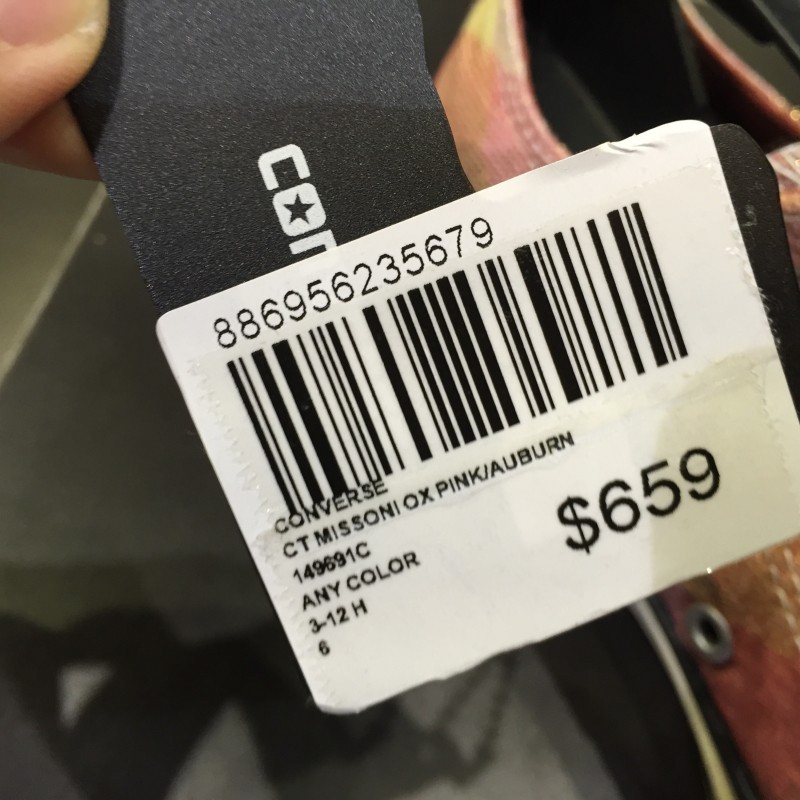 CON
886956235679
CONVERSE
CT MISSONI OX PINK/AUBURN
149691C
ANY COLOR
3-12 H
6
$659